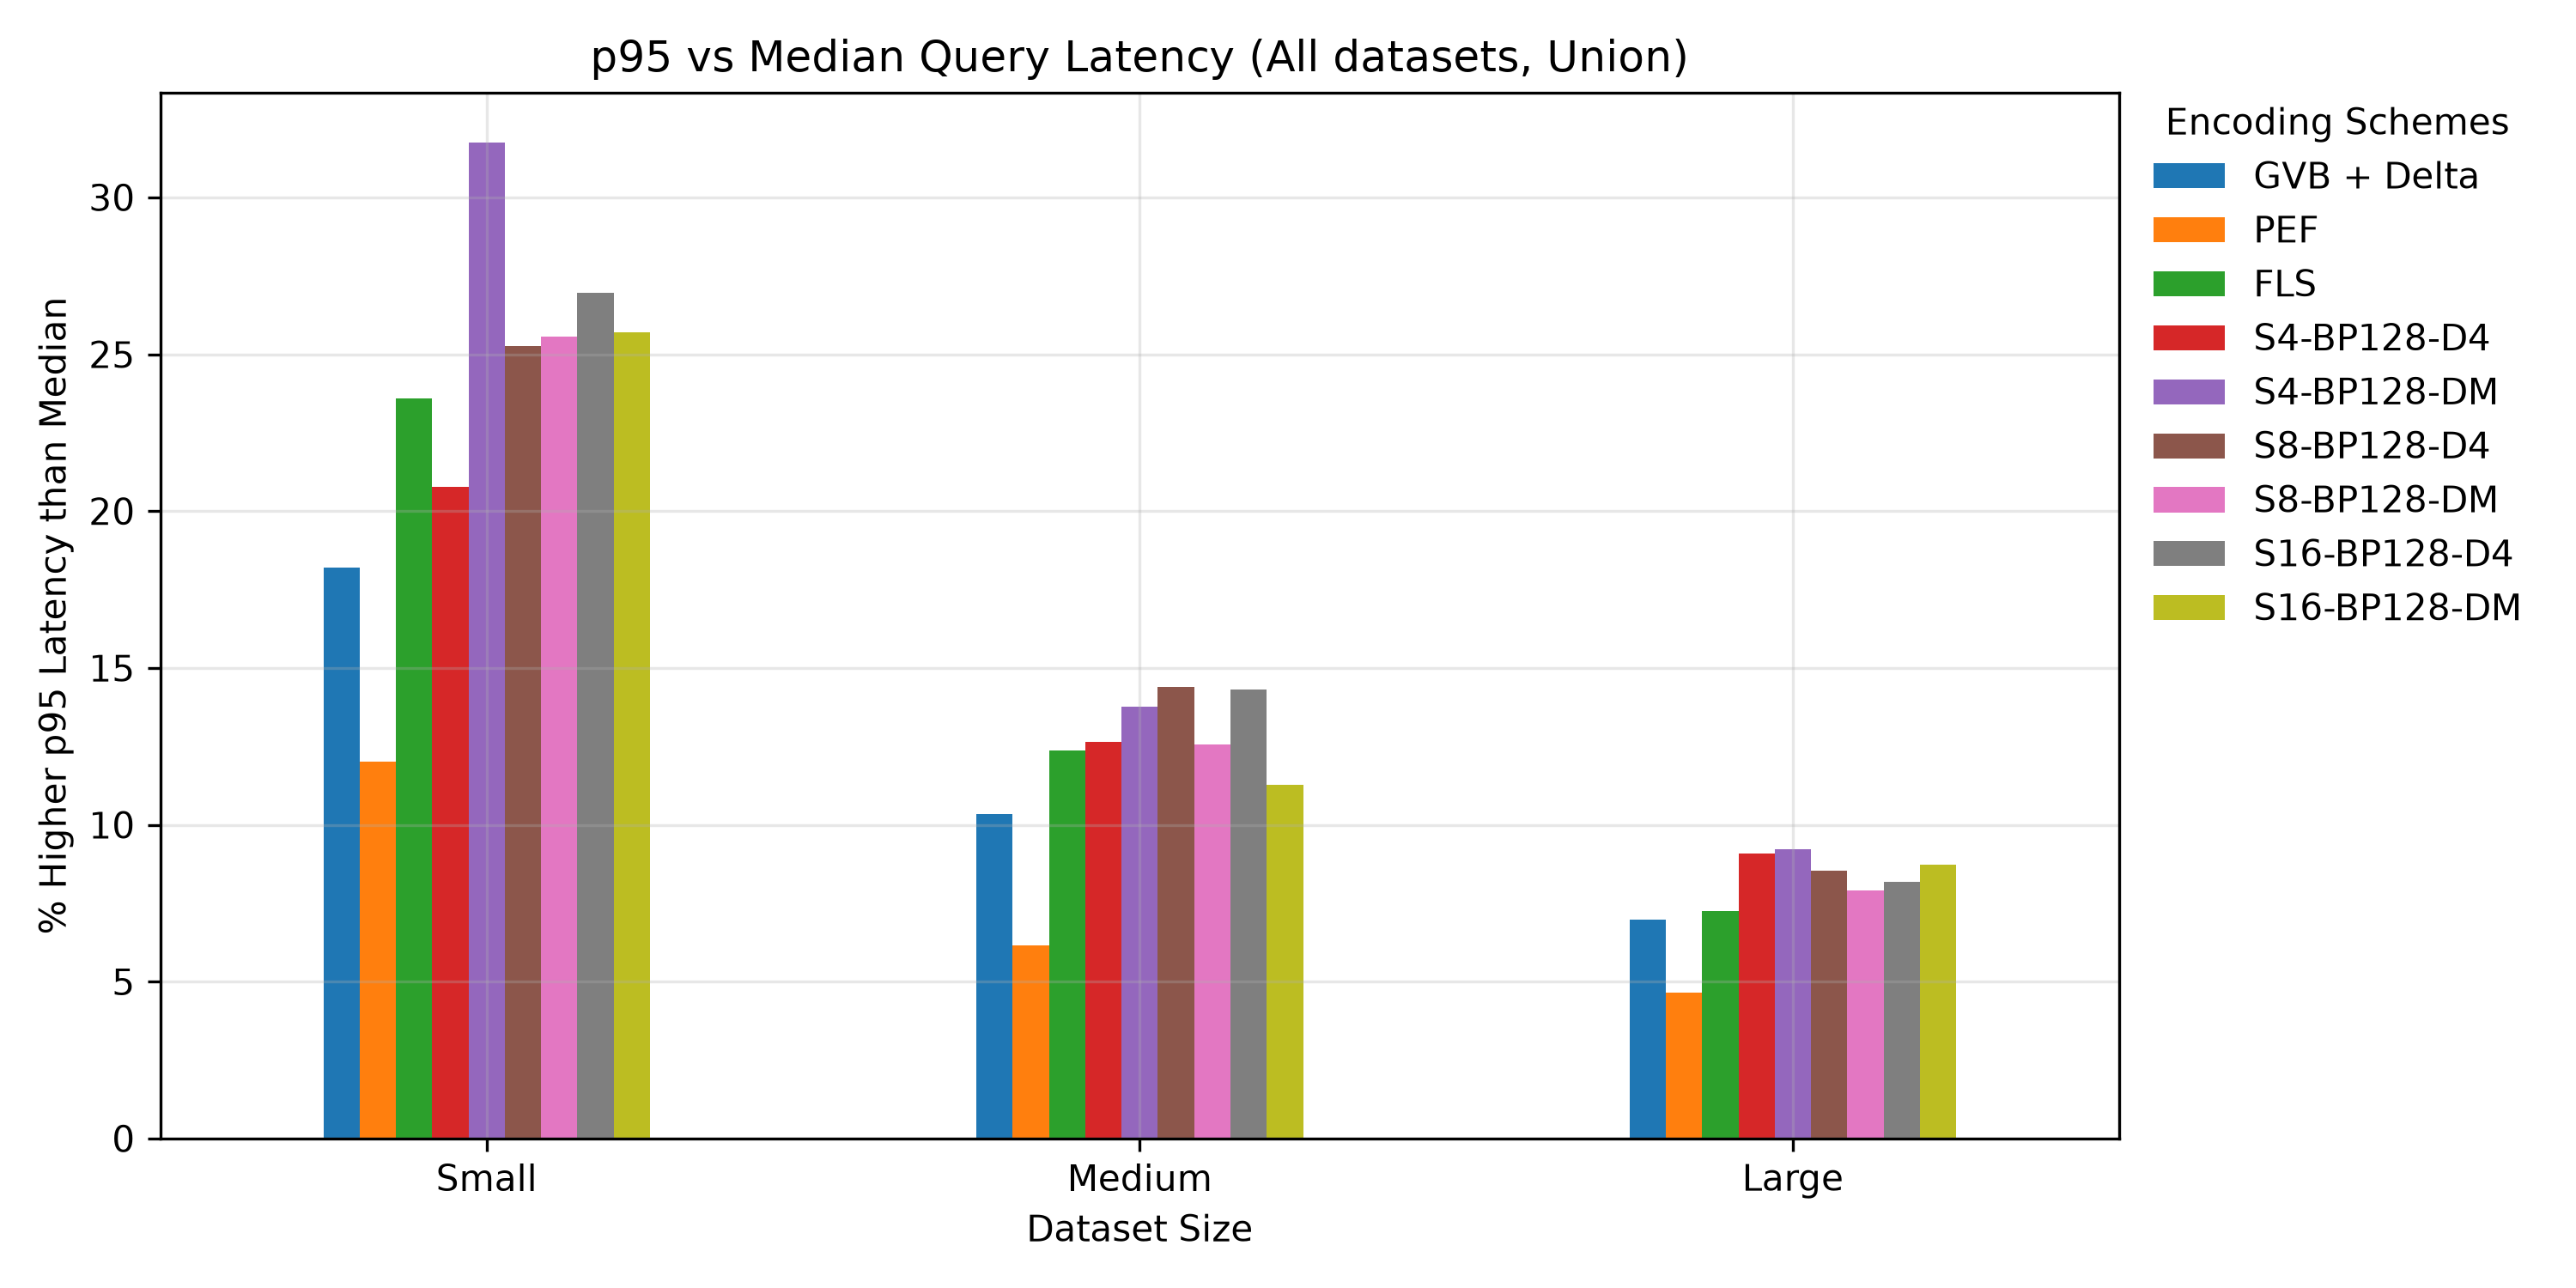 p95 vs Median Query Latency (All datasets, Union)
% Higher p95 Latency than Median
30
25
20
15
10
5
0
Small
Medium
Large
Dataset Size
Encoding Schemes
GVB + Delta
PEF
FLS
S4-BP128-D4
S4-BP128-DM
S8-BP128-D4
S8-BP128-DM
S16-BP128-D4
S16-BP128-DM